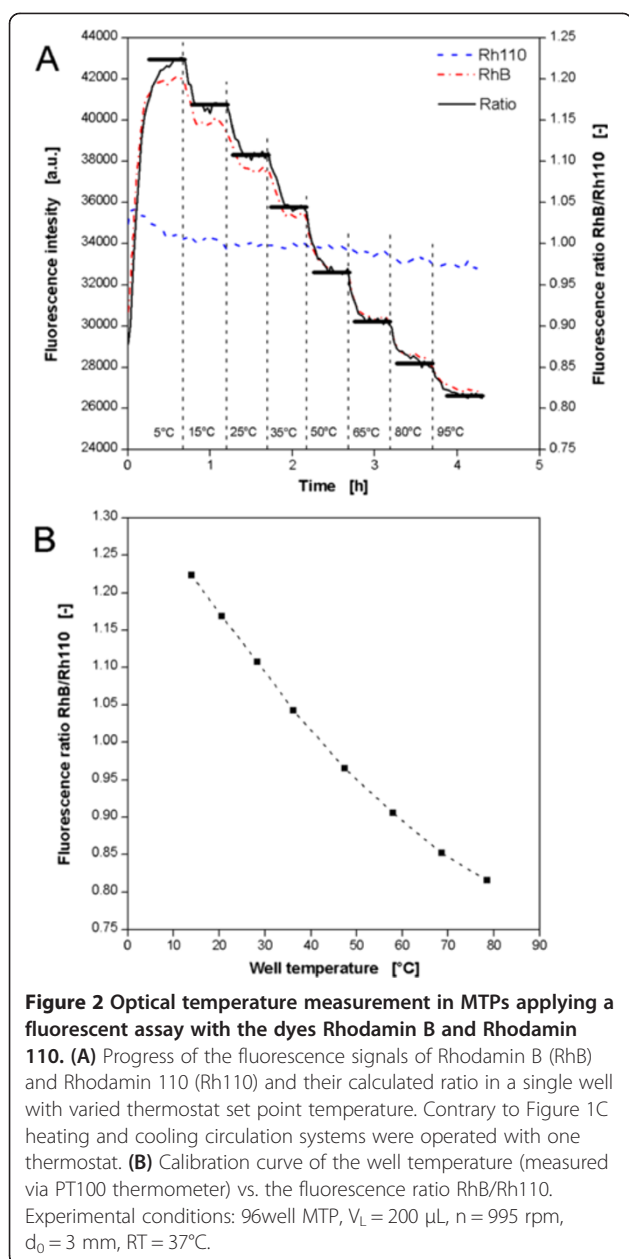 A
44000
42000
40000
38000
36000
34000
32000
30000
28000
26000
24000
Fluorescence intesity [a.u.]
Rh110
RhB
Ratio
1.25
1.20
1.15
1.10
1.05
1.00
0.95
0.90
0.85
0.80
0.75
Fluorescence ratio RhB/Rh110 [-]
5°C 15°C 25°C 35°C 50°C 65°C 80°C 95°C
0 1 2 3 4 5
Time [h]
B
1.30
1.25
1.20
1.15
1.10
1.05
1.00
0.95
0.90
0.85
0.80
0.75
Fluorescence ratio RhB/Rh110 [-]
0 10 20 30 40 50 60 70 80 90
Well temperature [°C]
Figure 2 Optical temperature measurement in MTPs applying a
fluorescent assay with the dyes Rhodamin B and Rhodamin
110. (A) Progress of the fluorescence signals of Rhodamin B (RhB)
and Rhodamin 110 (Rh110) and their calculated ratio in a single well
with varied thermostat set point temperature. Contrary to Figure 1C
heating and cooling circulation systems were operated with one
thermostat. (B) Calibration curve of the well temperature (measured
via PT100 thermometer) vs. the fluorescence ratio RhB/Rh110.
Experimental conditions: 96well MTP, V_L = 200 μL, n = 995 rpm,
d₀ = 3 mm, RT = 37°C.